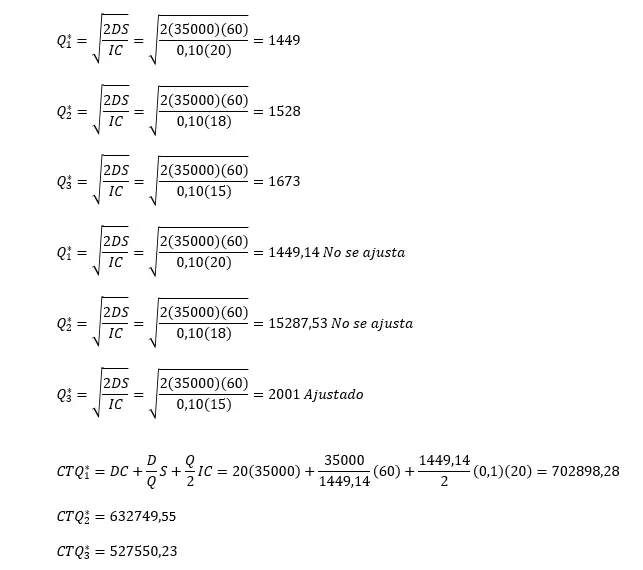 Q₁* = √(2DS/IC) = √(2(35000)(60)/0,10(20)) = 1449
Q₂* = √(2DS/IC) = √(2(35000)(60)/0,10(18)) = 1528
Q₃* = √(2DS/IC) = √(2(35000)(60)/0,10(15)) = 1673
Q₁* = √(2DS/IC) = √(2(35000)(60)/0,10(20)) = 1449,14 No se ajusta
Q₂* = √(2DS/IC) = √(2(35000)(60)/0,10(18)) = 15287,53 No se ajusta
Q₃* = √(2DS/IC) = √(2(35000)(60)/0,10(15)) = 2001 Ajustado
CTQ₁* = DC + D/Q S + Q/2 IC = 20(35000) + 35000/1449,14 (60) + 1449,14/2 (0,1)(20) = 702898,28
CTQ₂* = 632749,55
CTQ₃* = 527550,23